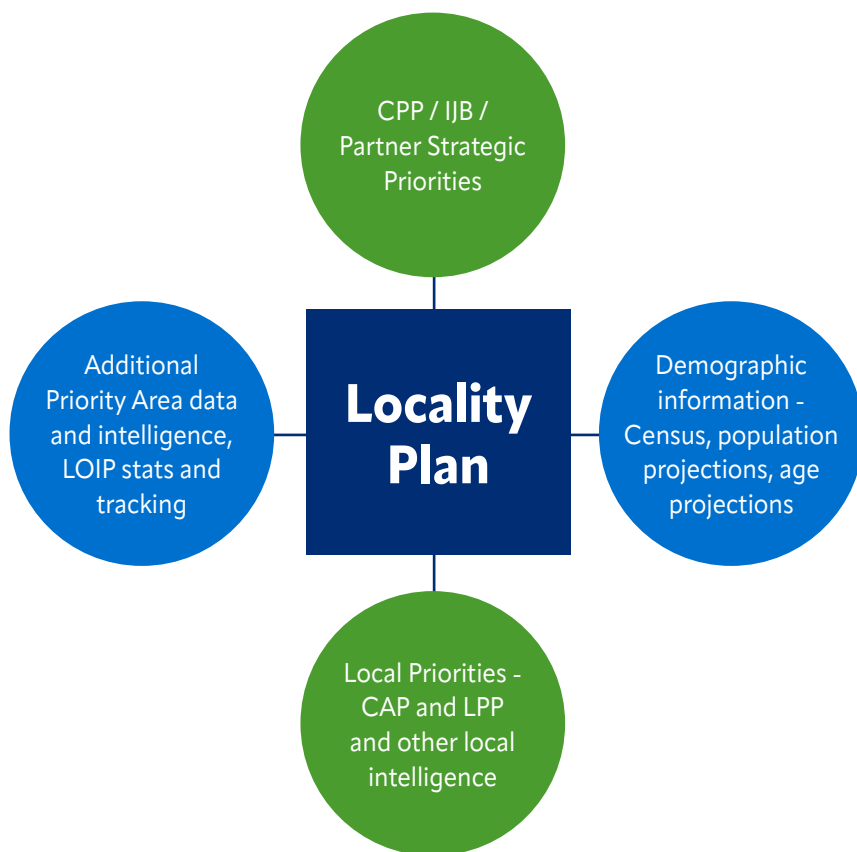 CPP / IJB /
Partner Strategic
Priorities
Additional
Priority Area data
and intelligence,
LOIP stats and
tracking
Locality
Plan
Demographic
information -
Census, population
projections, age
projections
Local Priorities -
CAP and LPP
and other local
intelligence